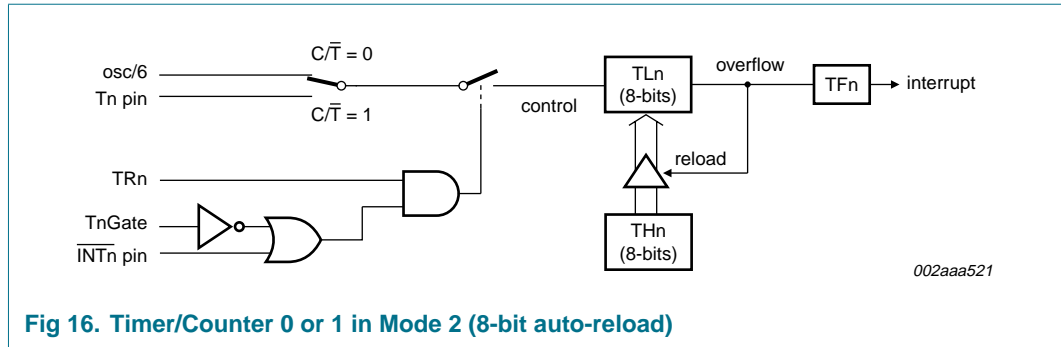 C/T̅ = 0
osc/6
Tn pin
C/T̅ = 1
control
TLn
(8-bits)
overflow
TFn
interrupt
reload
TRn
TnGate
I̅N̅T̅n̅ pin
THn
(8-bits)
002aaa521
Fig 16. Timer/Counter 0 or 1 in Mode 2 (8-bit auto-reload)